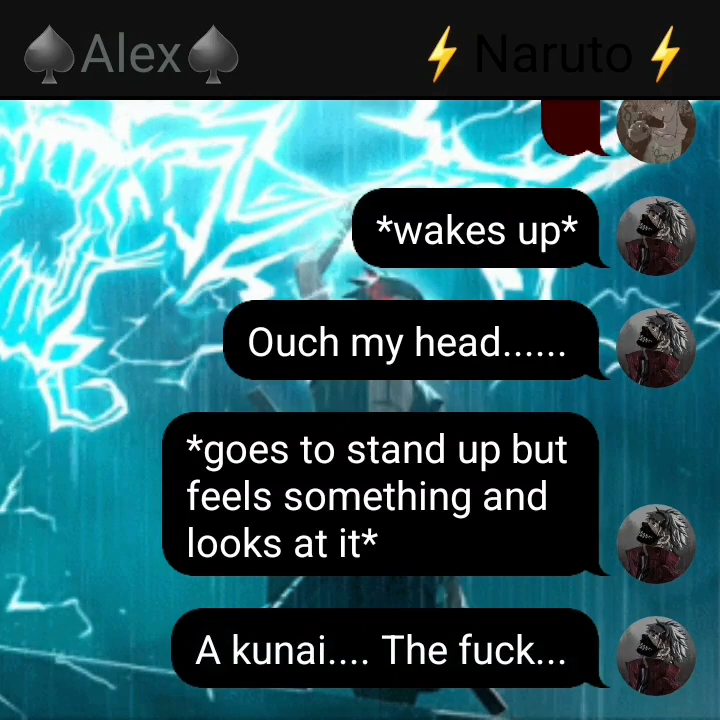 ♠Alex♠
⚡ Naruto ⚡
*wakes up*
Ouch my head......
*goes to stand up but
feels something and
looks at it*
A kunai.... The fuck...